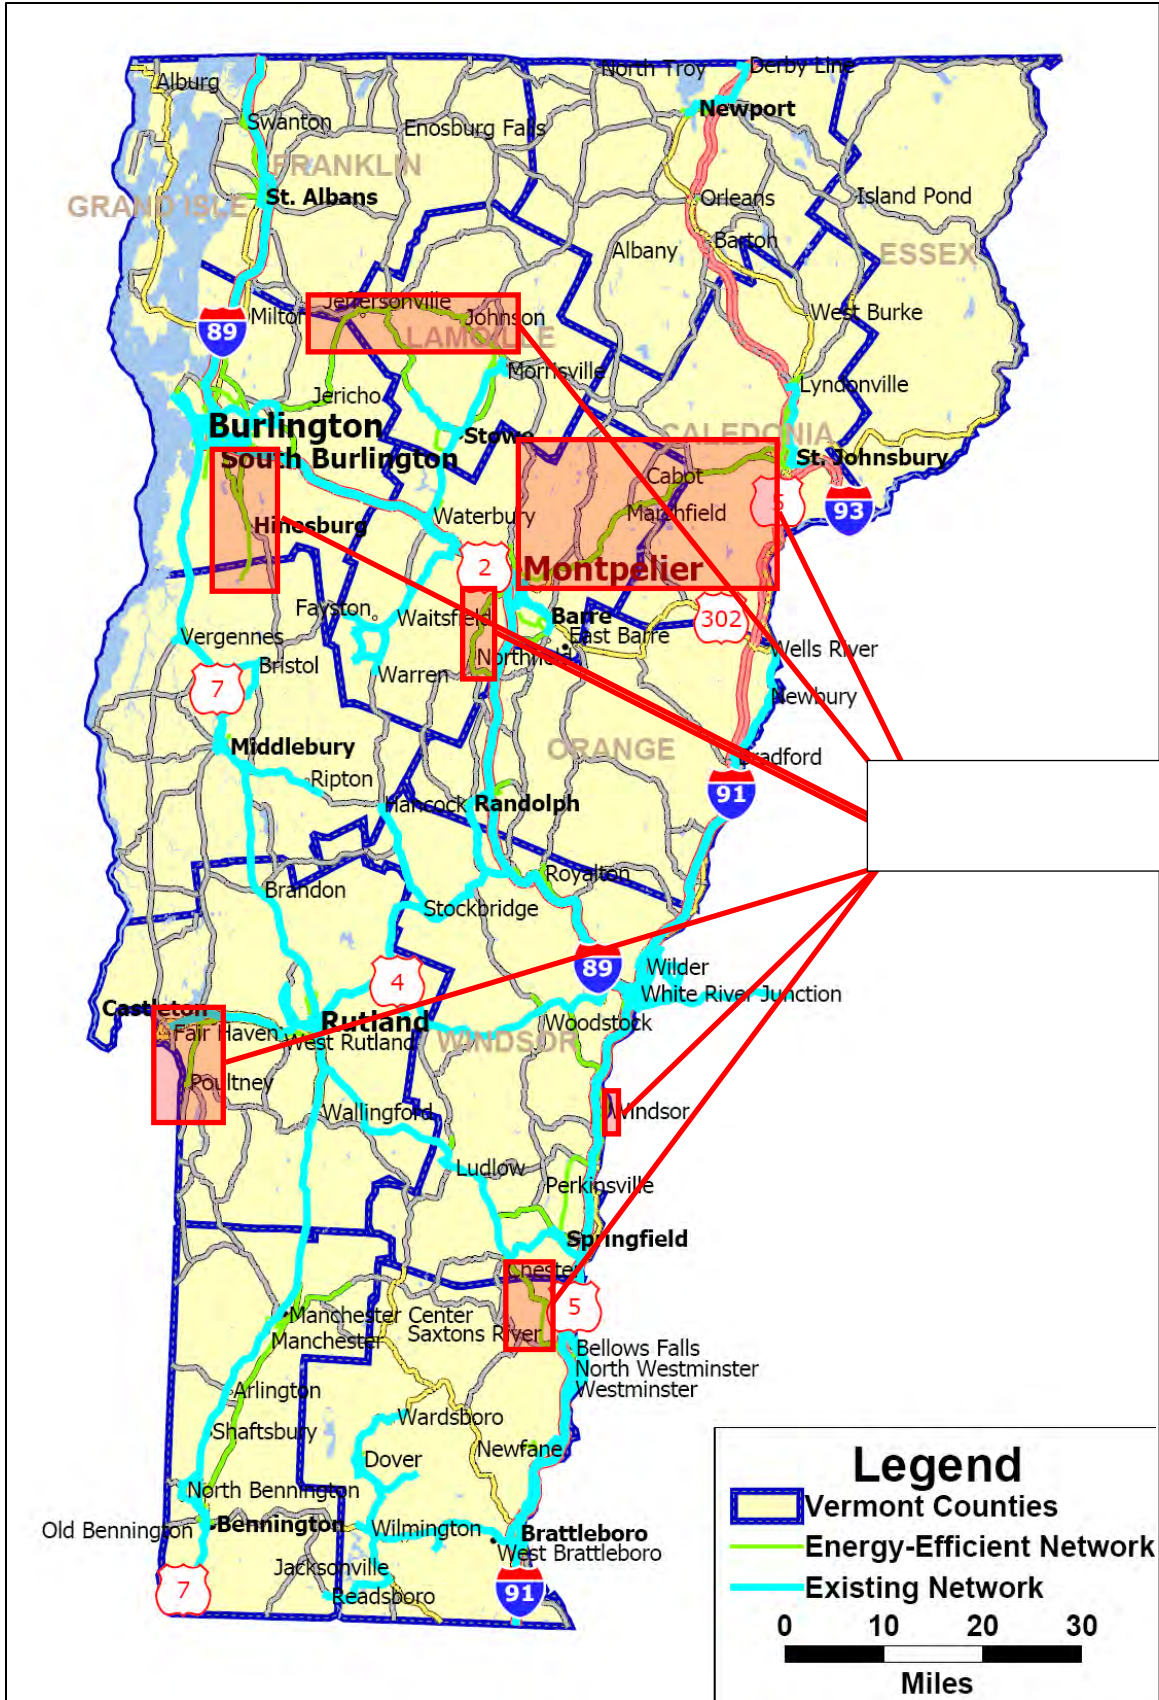 Alburg
North Troy
Derby Line
Newport
Swanton
Enosburg Falls
FRANKLIN
GRAND ISLE
St. Albans
Orleans
Island Pond
Albany
Barton
ESSEX
Jeffersonville
Milton
Johnson
LAMOILLE
West Burke
89
Morrisville
Jericho
Lyndonville
Burlington
Stowe
CALEDONIA
South Burlington
St. Johnsbury
Cabot
5
93
Hinesburg
Waterbury
Marshfield
2
Montpelier
Fayston
Waitsfield
Barre
302
Vergennes
East Barre
Wells River
Bristol
Northfield
Warren
7
Newbury
Middlebury
ORANGE
Bradford
Ripton
91
Hancock
Randolph
Brandon
Royalton
Stockbridge
89
Wilder
4
White River Junction
Castleton
Rutland
Woodstock
Fair Haven
West Rutland
WINDSOR
Poultney
Wallingford
Windsor
Ludlow
Perkinsville
Springfield
Chester
5
Manchester Center
Manchester
Saxtons River
Bellows Falls
North Westminster
Westminster
Arlington
Wardsboro
Shaftsbury
Newfane
Dover
North Bennington
Old Bennington
Bennington
Wilmington
Brattleboro
West Brattleboro
Jacksonville
7
Readsboro
91
Legend
Vermont Counties
Energy-Efficient Network
Existing Network
0 10 20 30
Miles